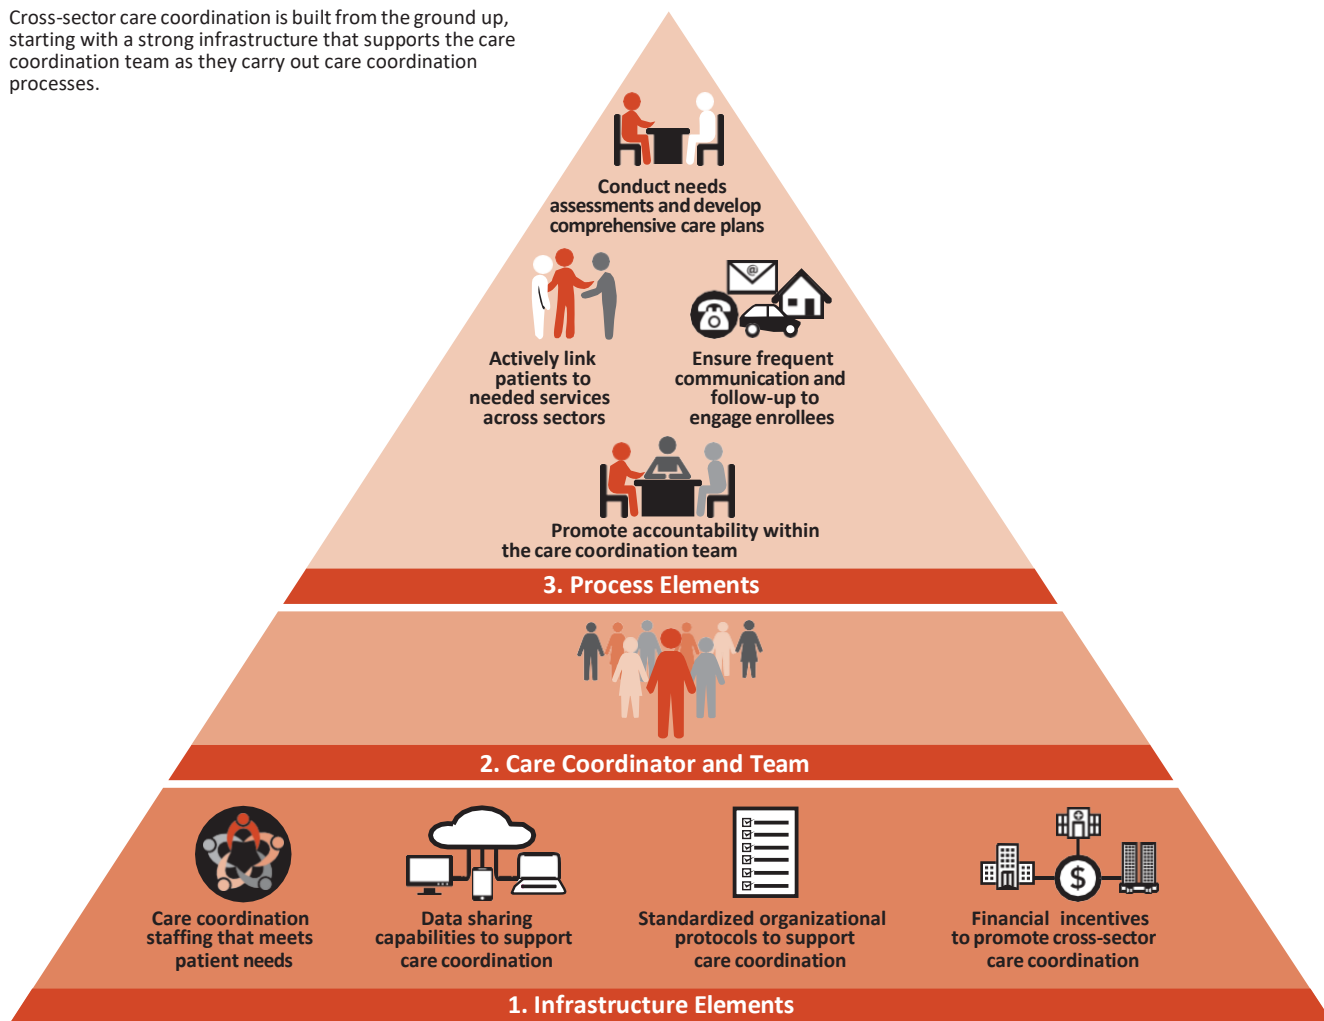 Cross-sector care coordination is built from the ground up,
starting with a strong infrastructure that supports the care
coordination team as they carry out care coordination
processes.
Conduct needs
assessments and develop
comprehensive care plans
Actively link
patients to
needed services
across sectors
@
Ensure frequent
communication and
follow-up to
engage enrollees
Promote accountability within
the care coordination team
3. Process Elements
2. Care Coordinator and Team
Care coordination
staffing that meets
patient needs
Data sharing
capabilities to support
care coordination
Standardized organizational
protocols to support
care coordination
$
Financial incentives
to promote cross-sector
care coordination
1. Infrastructure Elements